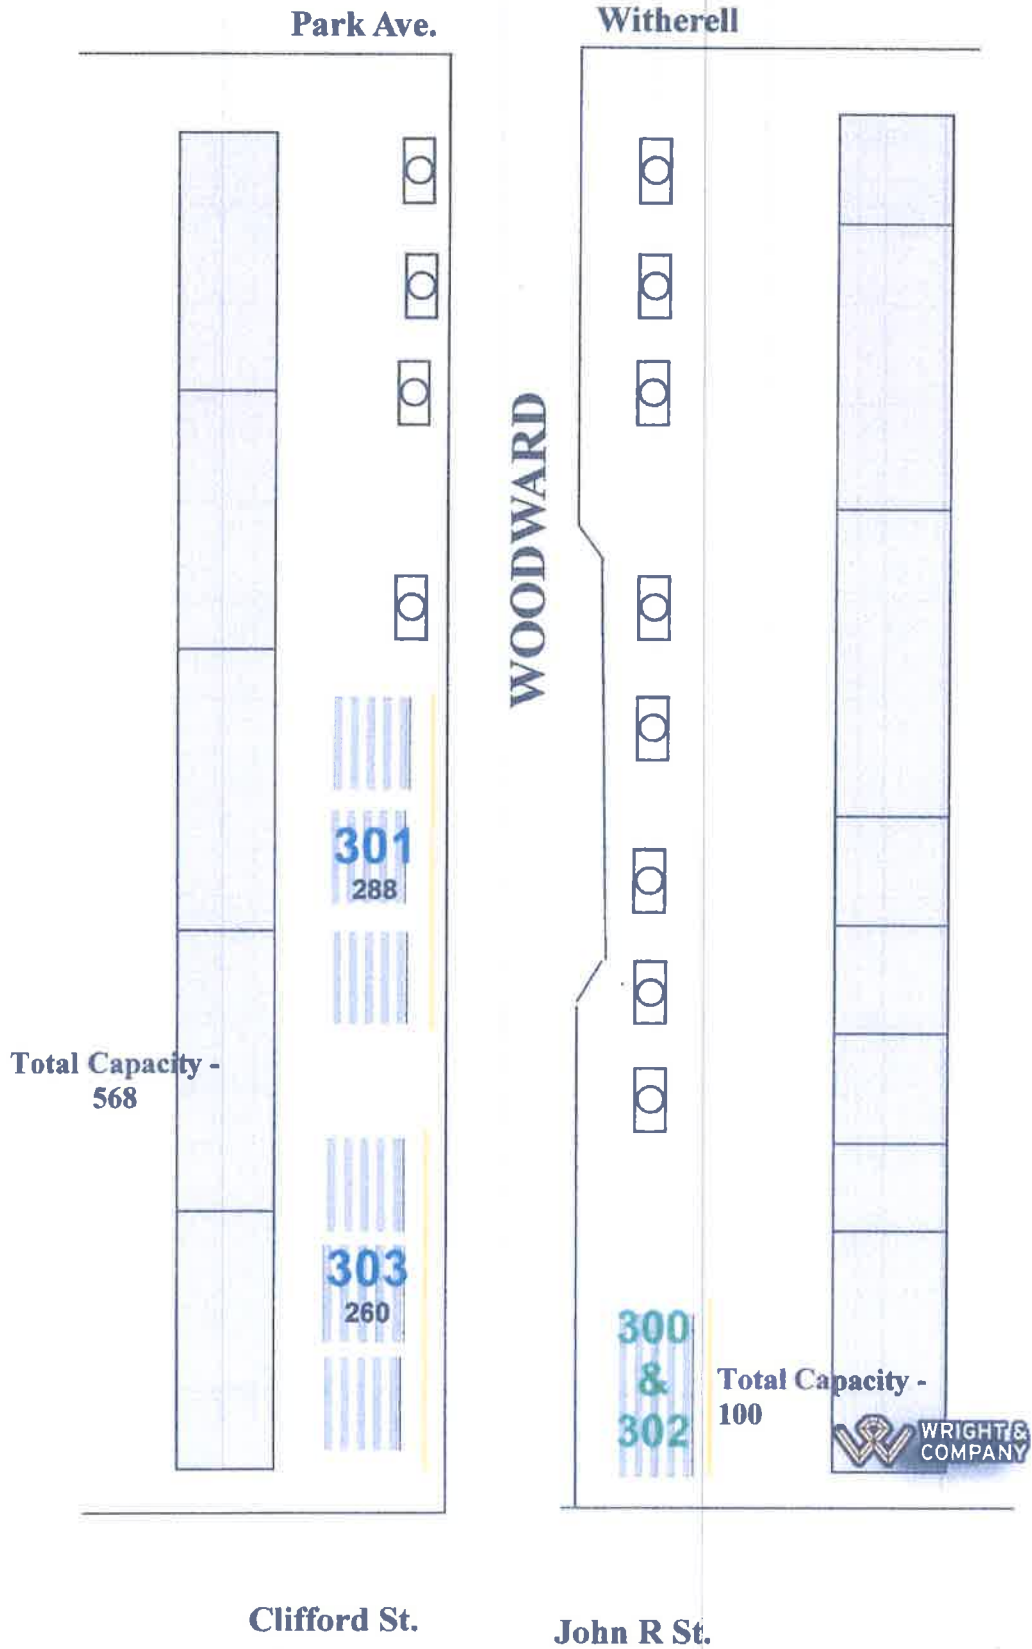 Park Ave.
Witherell
WOODWARD
301
288
Total Capacity -
568
303
260
300
&
302
Total Capacity -
100
WRIGHT &
COMPANY
Clifford St.
John R St.